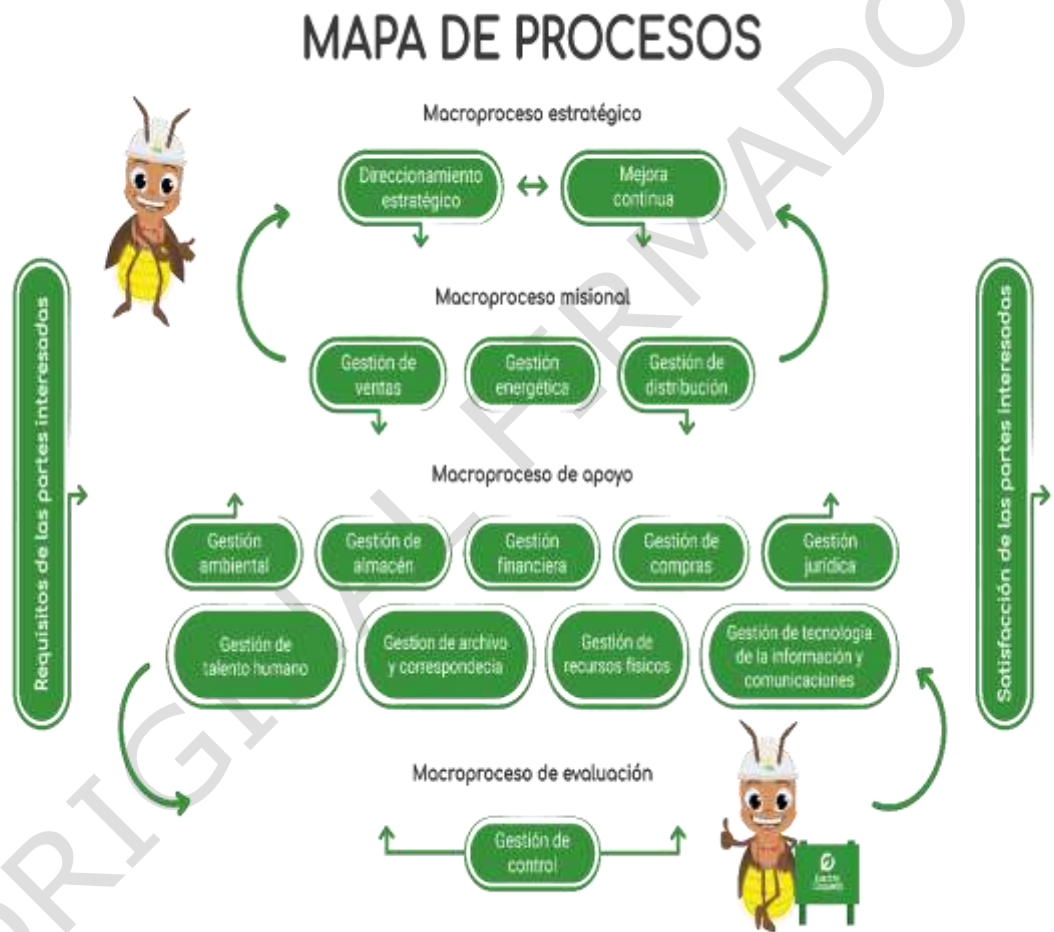 MAPA DE PROCESOS
Macroproceso estratégico
Direccionamiento
estratégico
Mejora
continua
Macroproceso misional
Gestión de
ventas
Gestión
energética
Gestión de
distribución
Macroproceso de apoyo
Gestión
ambiental
Gestión de
almacén
Gestión
financiera
Gestión de
compras
Gestión
jurídica
Gestión de
talento humano
Gestion de archivo
y correspondecia
Gestión de
recursos físicos
Gestión de tecnología
de la información y
comunicaciones
Macroproceso de evaluación
Gestión de
control
Requisitos de las partes interesadas
Satisfacción de las partes interesadas
ORIGINAL FIRMADO